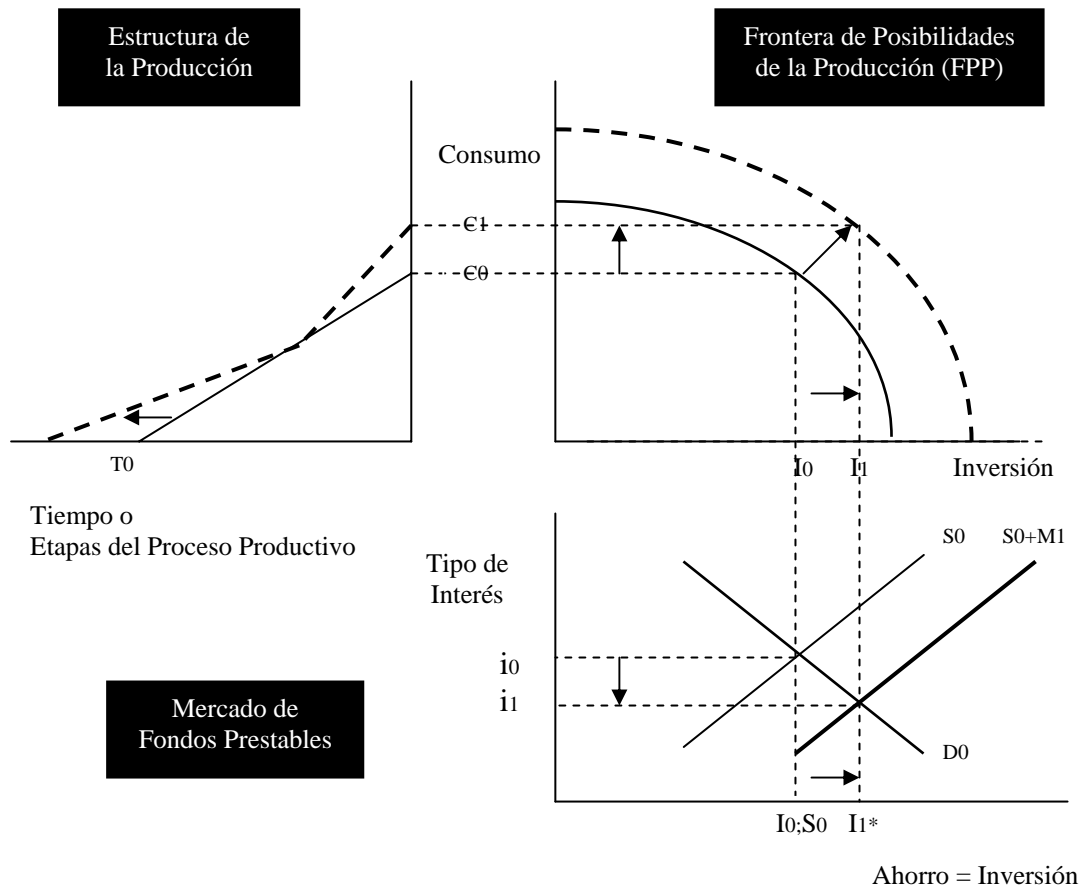 Estructura de
la Producción
Frontera de Posibilidades
de la Producción (FPP)
Consumo
C1
C0
T0
I0
I1
Inversión
Tiempo o
Etapas del Proceso Productivo
Tipo de
Interés
S0
S0+M1
i0
i1
Mercado de
Fondos Prestables
D0
I0;S0
I1*
Ahorro = Inversión